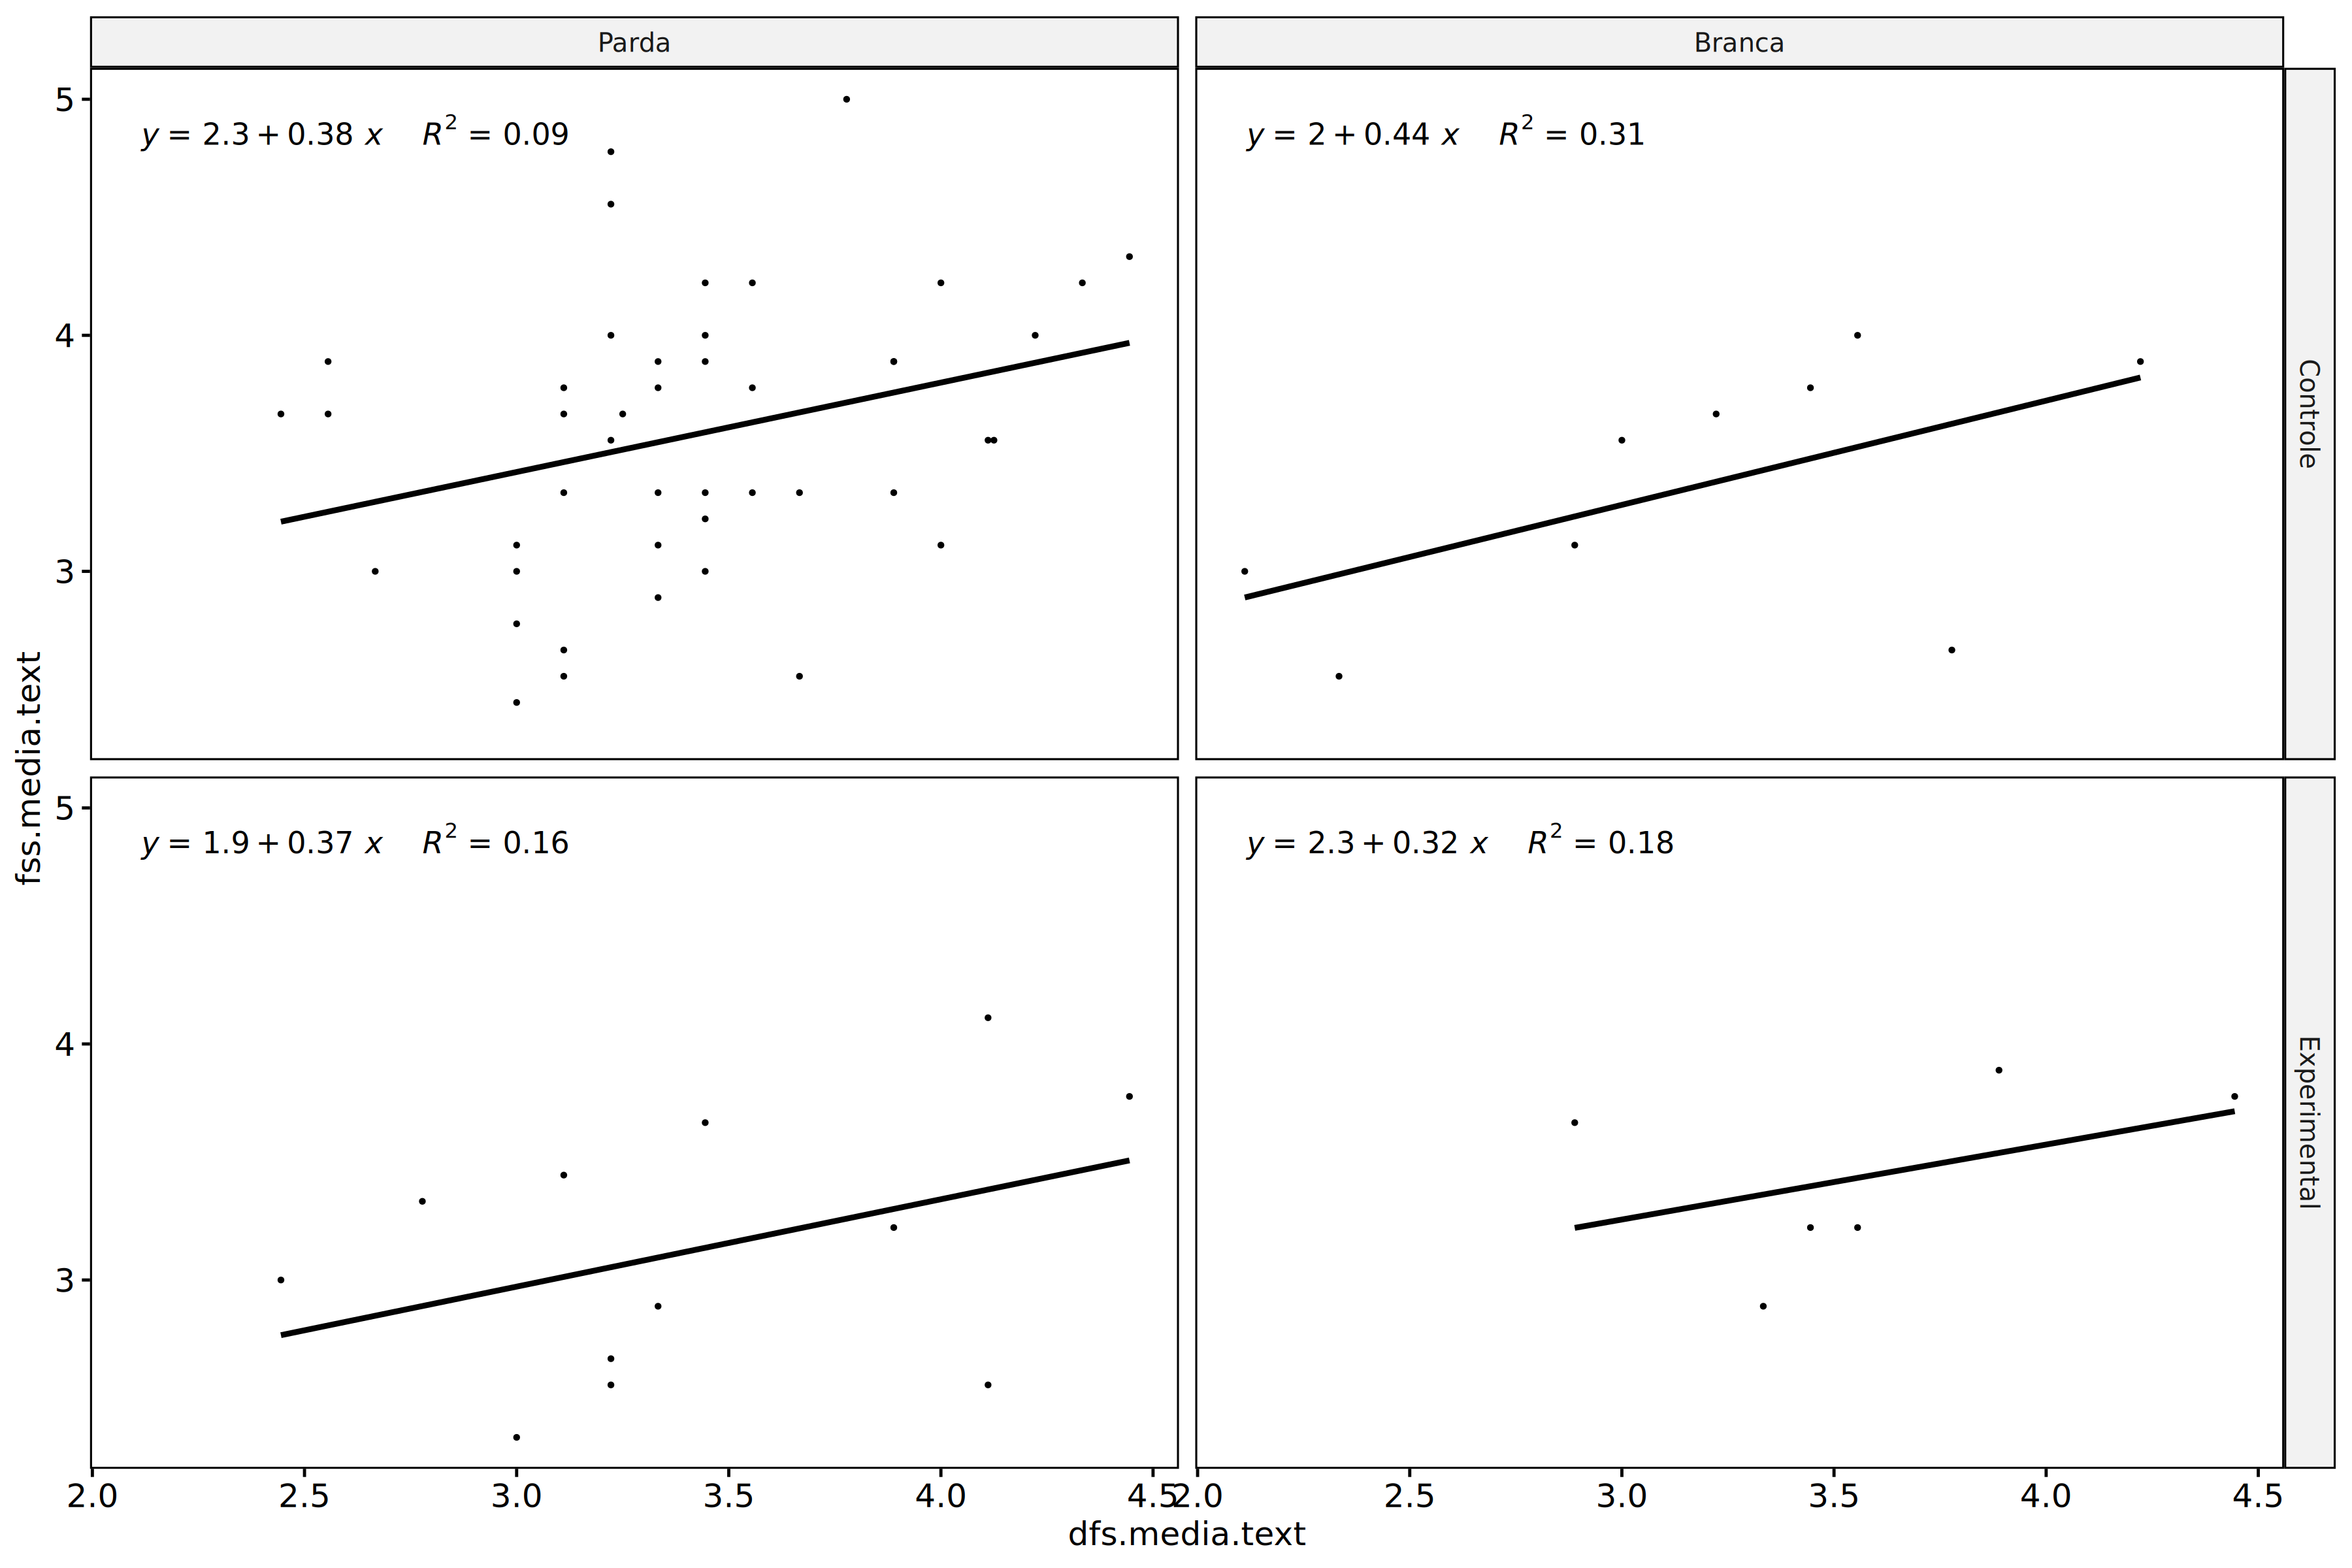 Parda
Branca
5
4
3
y = 2.3 + 0.38 x R² = 0.09
y = 2 + 0.44 x R² = 0.31
Controle
fss.media.text
5
4
3
y = 1.9 + 0.37 x R² = 0.16
y = 2.3 + 0.32 x R² = 0.18
Experimental
2.0 2.5 3.0 3.5 4.0 4.5
2.0 2.5 3.0 3.5 4.0 4.5
dfs.media.text